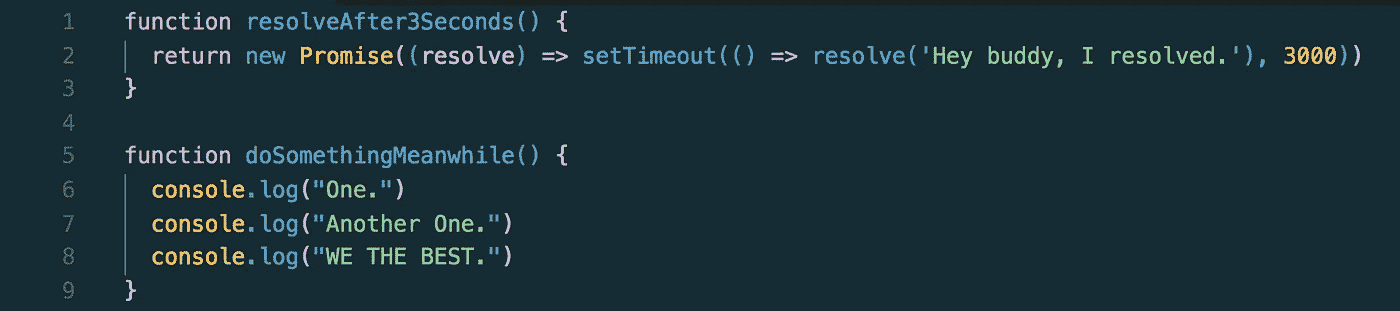 1 function resolveAfter3Seconds() {
2 return new Promise((resolve) => setTimeout(() => resolve('Hey buddy, I resolved.'), 3000))
3 }
4
5 function doSomethingMeanwhile() {
6 console.log("One.")
7 console.log("Another One.")
8 console.log("WE THE BEST.")
9 }